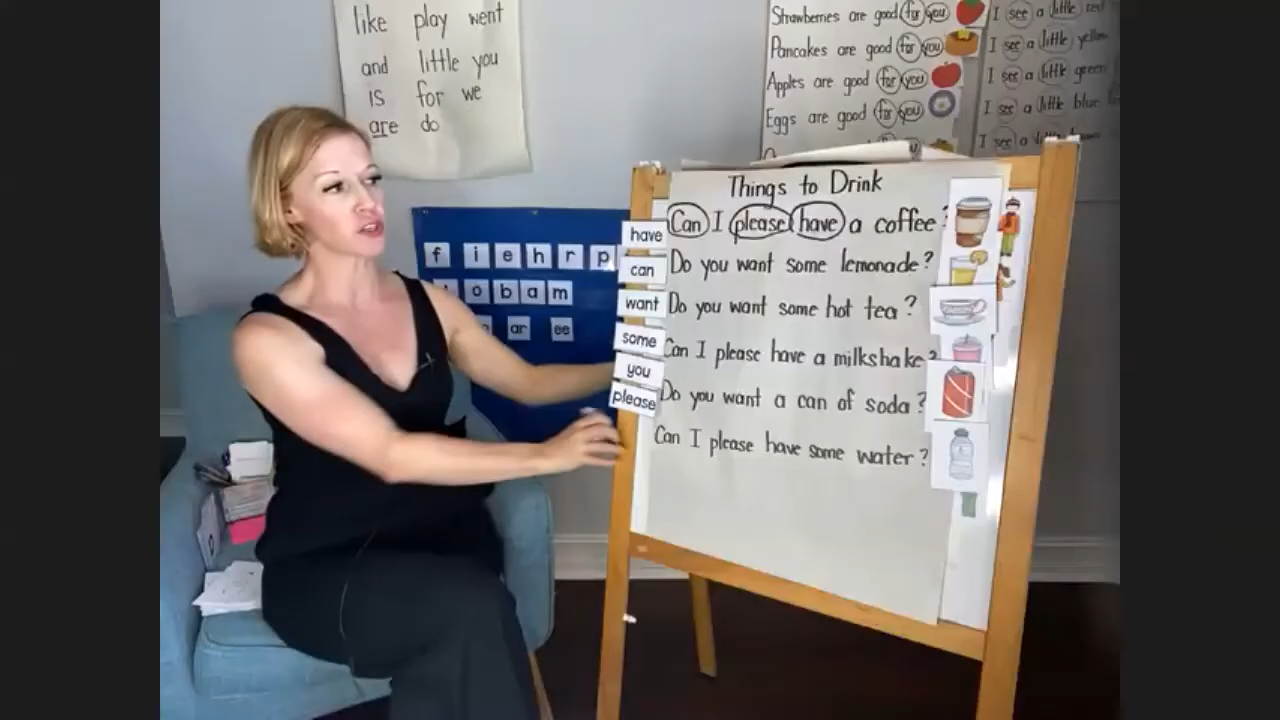 like play went
and little you
is for we
are do
Strawberries are good for you
Pancakes are good for you
Apples are good for you
Eggs are good for you
I see a little red
I see a little yellow
I see a little green
I see a little blue
I see a little
f i e h r p
o b a m
ar ee
have
can
want
some
you
please
Things to Drink
Can I please have a coffee?
Do you want some lemonade?
Do you want some hot tea?
Can I please have a milkshake?
Do you want a can of soda?
Can I please have some water?